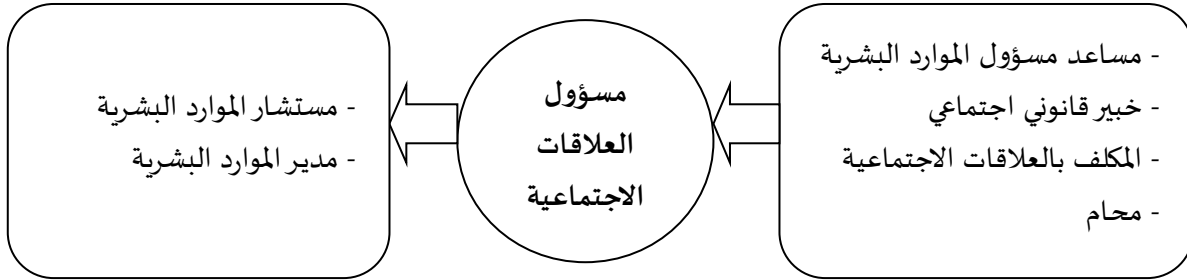 - مساعد مسؤول الموارد البشرية
- خبير قانوني اجتماعي
- المكلف بالعلاقات الاجتماعية
- محام
مسؤول
العلاقات
الاجتماعية
- مستشار الموارد البشرية
- مدير الموارد البشرية